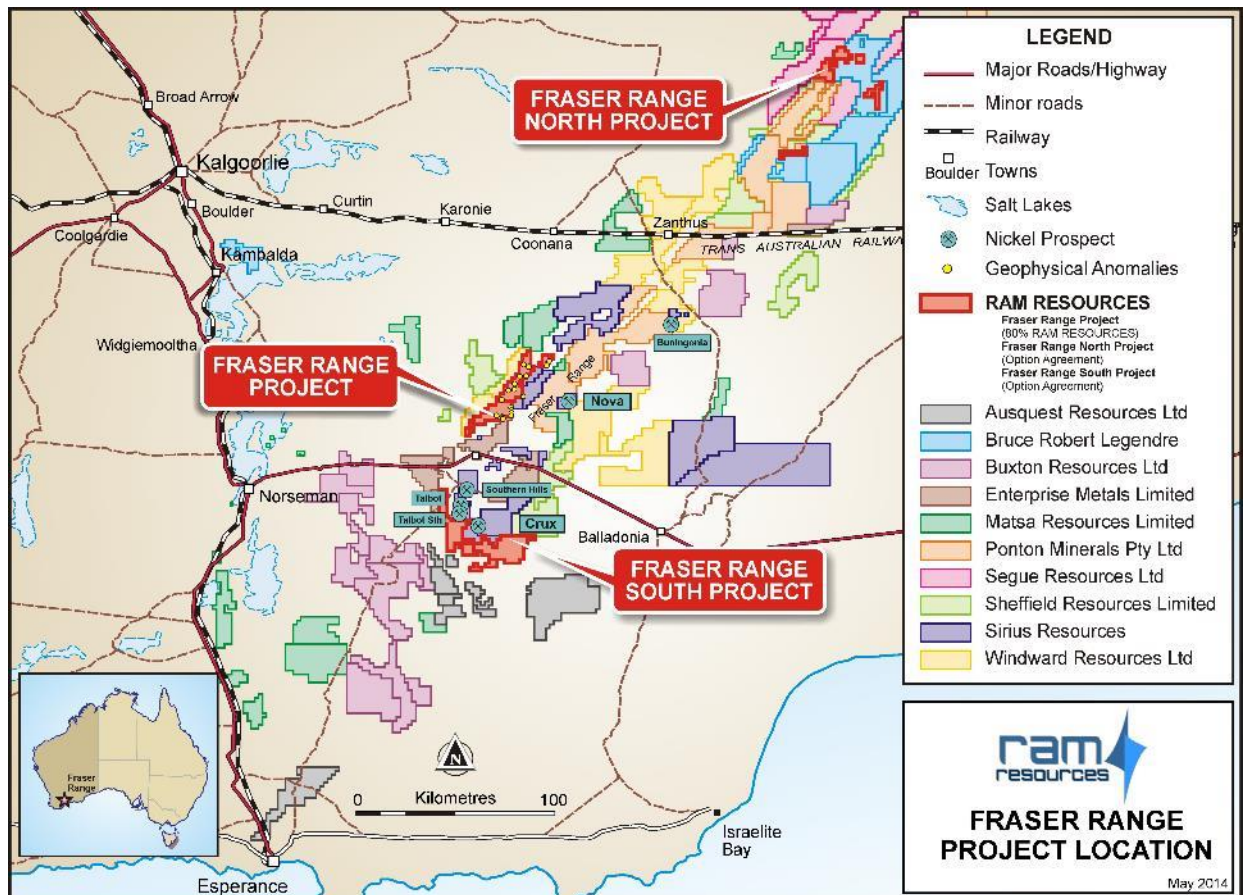 Broad Arrow
Kalgoorlie
Boulder
Coolgardie
Kambalda
Curtin
Karonie
Coonana
Zanthus
TRANS AUSTRALIAN RAILWAY
Widgiemooltha
Norseman
Balladonia
Esperance
Israelite
Bay
FRASER RANGE
NORTH PROJECT
FRASER RANGE
PROJECT
FRASER RANGE
SOUTH PROJECT
Buningonia
Fraser Range
Nova
Talbot
Southern Hills
Talbot Sth
Crux
0 Kilometres 100
N
Fraser
Range
LEGEND
Major Roads/Highway
Minor roads
Railway
Boulder Towns
Salt Lakes
Nickel Prospect
Geophysical Anomalies
RAM RESOURCES
Fraser Range Project
(80% RAM RESOURCES)
Fraser Range North Project
(Option Agreement)
Fraser Range South Project
(Option Agreement)
Ausquest Resources Ltd
Bruce Robert Legendre
Buxton Resources Ltd
Enterprise Metals Limited
Matsa Resources Limited
Ponton Minerals Pty Ltd
Segue Resources Ltd
Sheffield Resources Limited
Sirius Resources
Windward Resources Ltd
ram
resources
FRASER RANGE
PROJECT LOCATION
May 2014